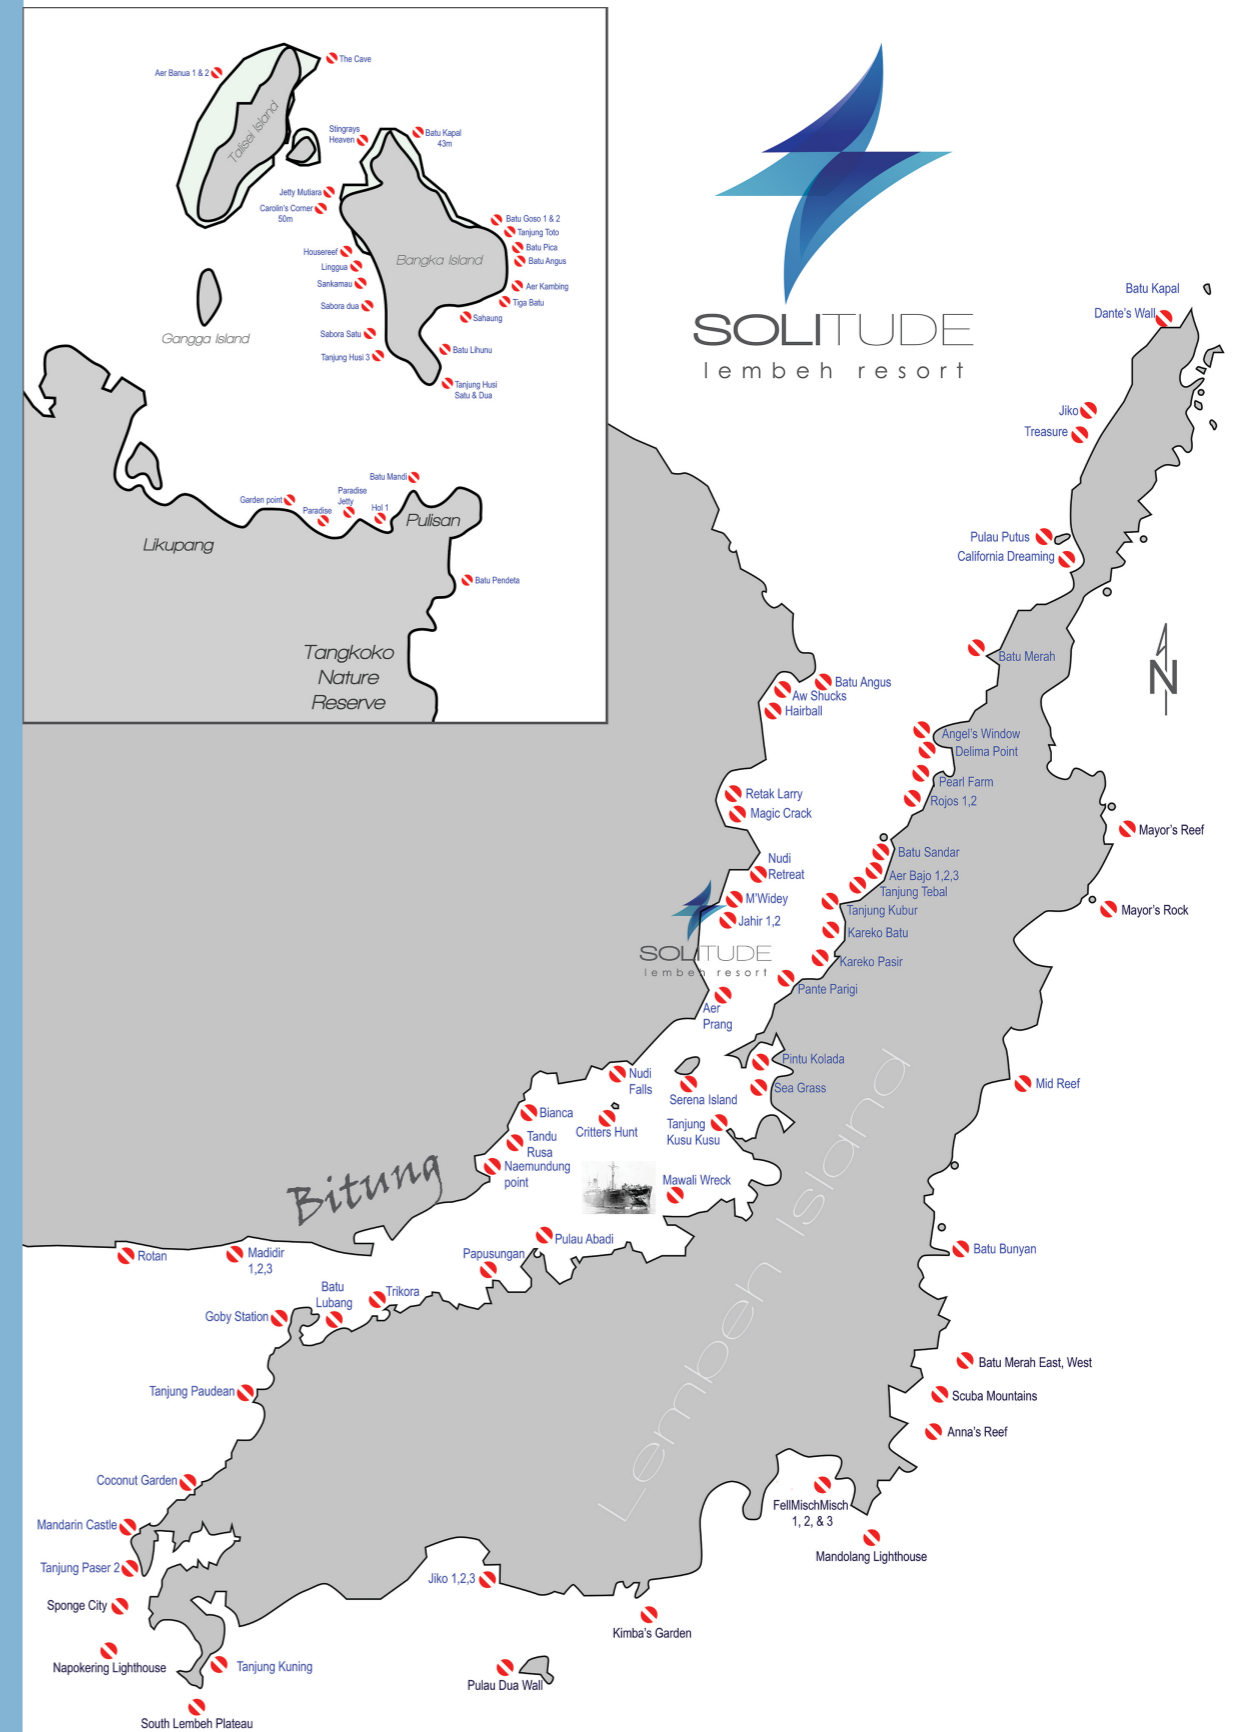 Aer Banua 1 & 2
The Cave
Talisei Island
Stingrays
Heaven
Batu Kapal
43m
Jetty Mutiara
Carolin's Corner
50m
Batu Goso 1 & 2
Tanjung Toto
Batu Pica
Batu Angus
Housereef
Linggua
Sankamau
Bangka Island
Aer Kambing
Tiga Batu
Sabora dua
Sahaung
Sabora Satu
Tanjung Husi 3
Batu Lihunu
Tanjung Husi
Satu & Dua
Gangga Island
Batu Mandi
Paradise
Jetty
Garden point
Paradise
Hol 1
Pulisan
Likupang
Batu Pendeta
Tangkoko
Nature
Reserve
SOLITUDE
lembeh resort
Batu Kapal
Dante's Wall
Jiko
Treasure
Pulau Putus
California Dreaming
Batu Merah
N
Batu Angus
Aw Shucks
Hairball
Angel's Window
Delima Point
Pearl Farm
Rojos 1,2
Retak Larry
Magic Crack
Mayor's Reef
Nudi
Retreat
Batu Sandar
Aer Bajo 1,2,3
Tanjung Tebal
M'Widey
Jahir 1,2
Tanjung Kubur
Mayor's Rock
Kareko Batu
SOLITUDE
lembeh resort
Kareko Pasir
Pante Parigi
Aer
Prang
Pintu Kolada
Nudi
Falls
Sea Grass
Mid Reef
Serena Island
Bianca
Critters Hunt
Tanjung
Kusu Kusu
Tandu
Rusa
Naemundung
point
Bitung
Mawali Wreck
Lembeh Island
Pulau Abadi
Papusungan
Rotan
Madidir
1,2,3
Batu Bunyan
Batu
Lubang
Trikora
Goby Station
Batu Merah East, West
Tanjung Paudean
Scuba Mountains
Anna's Reef
Coconut Garden
FellMischMisch
1, 2, & 3
Mandarin Castle
Mandolang Lighthouse
Tanjung Paser 2
Jiko 1,2,3
Sponge City
Kimba's Garden
Napokering Lighthouse
Tanjung Kuning
Pulau Dua Wall
South Lembeh Plateau